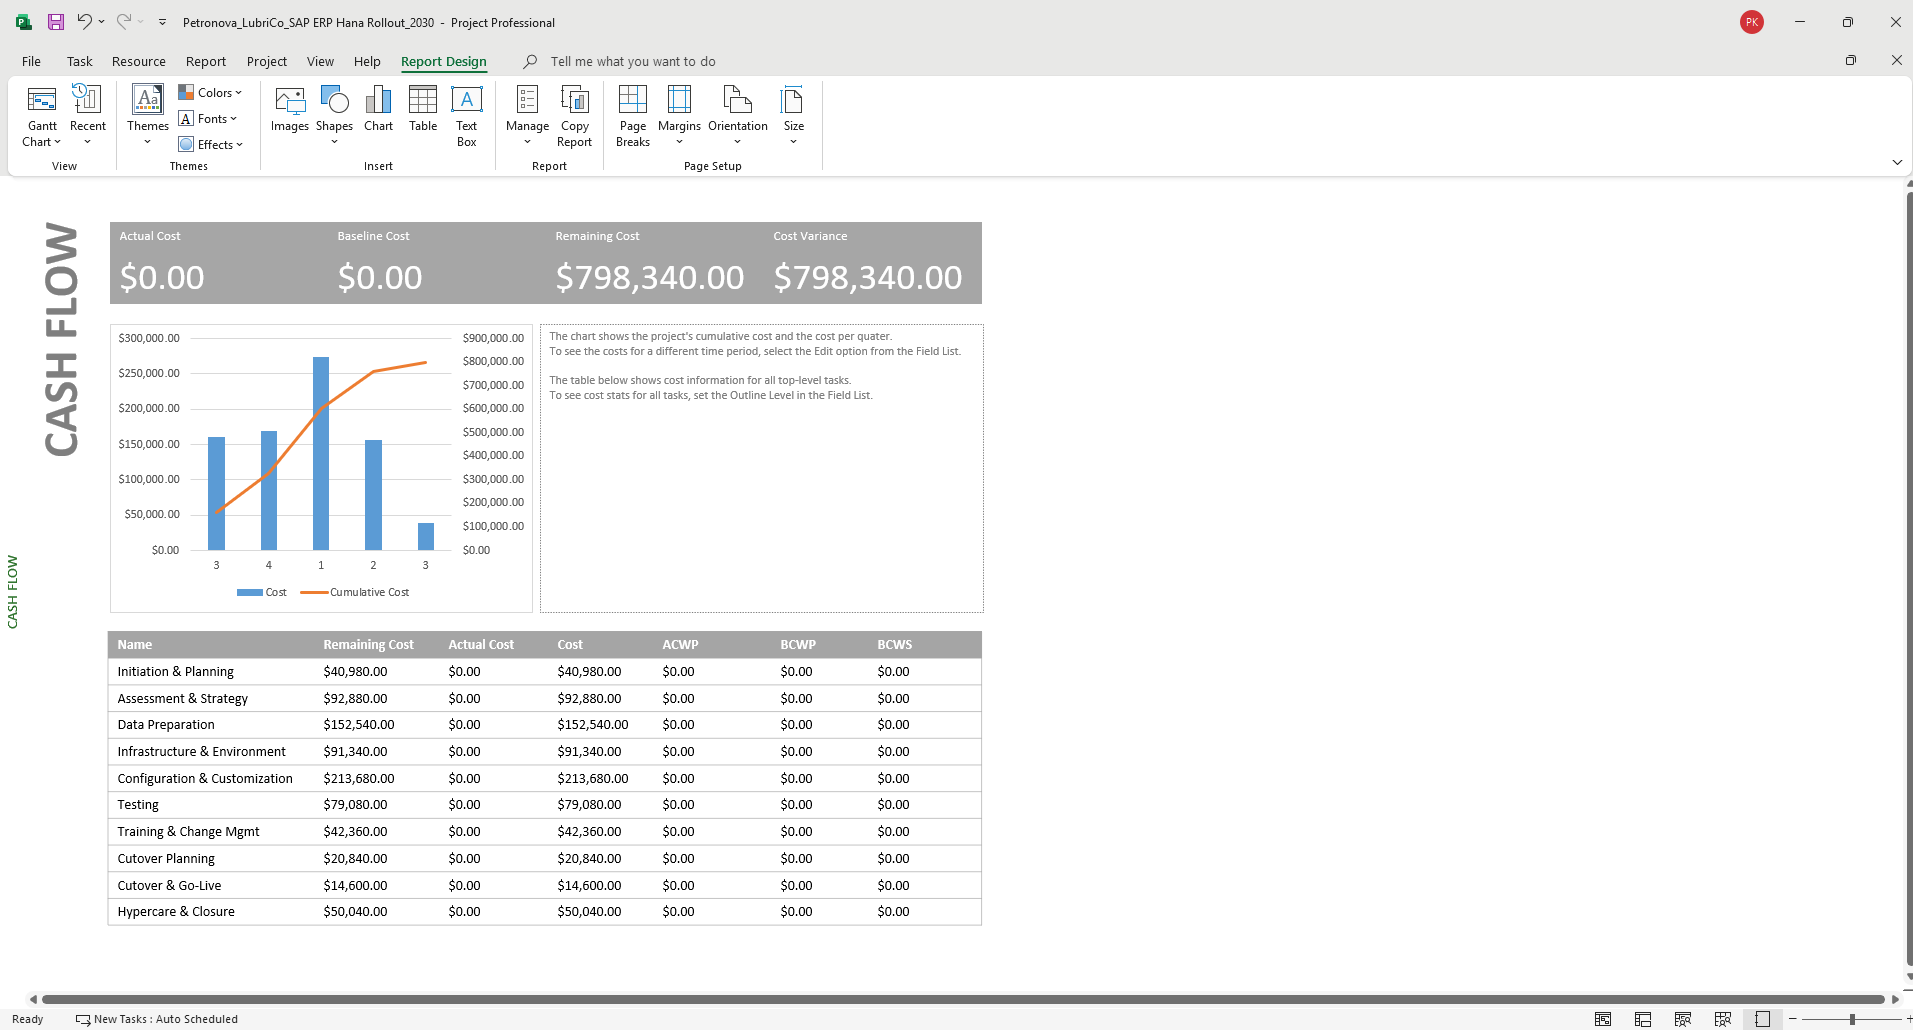 Petronova_LubriCo_SAP ERP Hana Rollout_2030 - Project Professional
PK
File Task Resource Report Project View Help Report Design Tell me what you want to do
Gantt Chart
Recent
View
Themes
Colors
Fonts
Effects
Themes
Images
Shapes
Chart
Table
Text Box
Insert
Manage
Copy Report
Report
Page Breaks
Margins
Orientation
Size
Page Setup
CASH FLOW
CASH FLOW
Actual Cost Baseline Cost Remaining Cost Cost Variance
$0.00 $0.00 $798,340.00 $798,340.00
$300,000.00 $900,000.00
$250,000.00 $800,000.00
$200,000.00 $700,000.00
$150,000.00 $600,000.00
$100,000.00 $500,000.00
$50,000.00 $400,000.00
$0.00 $300,000.00
$200,000.00
$100,000.00
$0.00
3 4 1 2 3
Cost Cumulative Cost
The chart shows the project's cumulative cost and the cost per quater.
To see the costs for a different time period, select the Edit option from the Field List.
The table below shows cost information for all top-level tasks.
To see cost stats for all tasks, set the Outline Level in the Field List.
Name Remaining Cost Actual Cost Cost ACWP BCWP BCWS
Initiation & Planning $40,980.00 $0.00 $40,980.00 $0.00 $0.00 $0.00
Assessment & Strategy $92,880.00 $0.00 $92,880.00 $0.00 $0.00 $0.00
Data Preparation $152,540.00 $0.00 $152,540.00 $0.00 $0.00 $0.00
Infrastructure & Environment $91,340.00 $0.00 $91,340.00 $0.00 $0.00 $0.00
Configuration & Customization $213,680.00 $0.00 $213,680.00 $0.00 $0.00 $0.00
Testing $79,080.00 $0.00 $79,080.00 $0.00 $0.00 $0.00
Training & Change Mgmt $42,360.00 $0.00 $42,360.00 $0.00 $0.00 $0.00
Cutover Planning $20,840.00 $0.00 $20,840.00 $0.00 $0.00 $0.00
Cutover & Go-Live $14,600.00 $0.00 $14,600.00 $0.00 $0.00 $0.00
Hypercare & Closure $50,040.00 $0.00 $50,040.00 $0.00 $0.00 $0.00
Ready New Tasks : Auto Scheduled